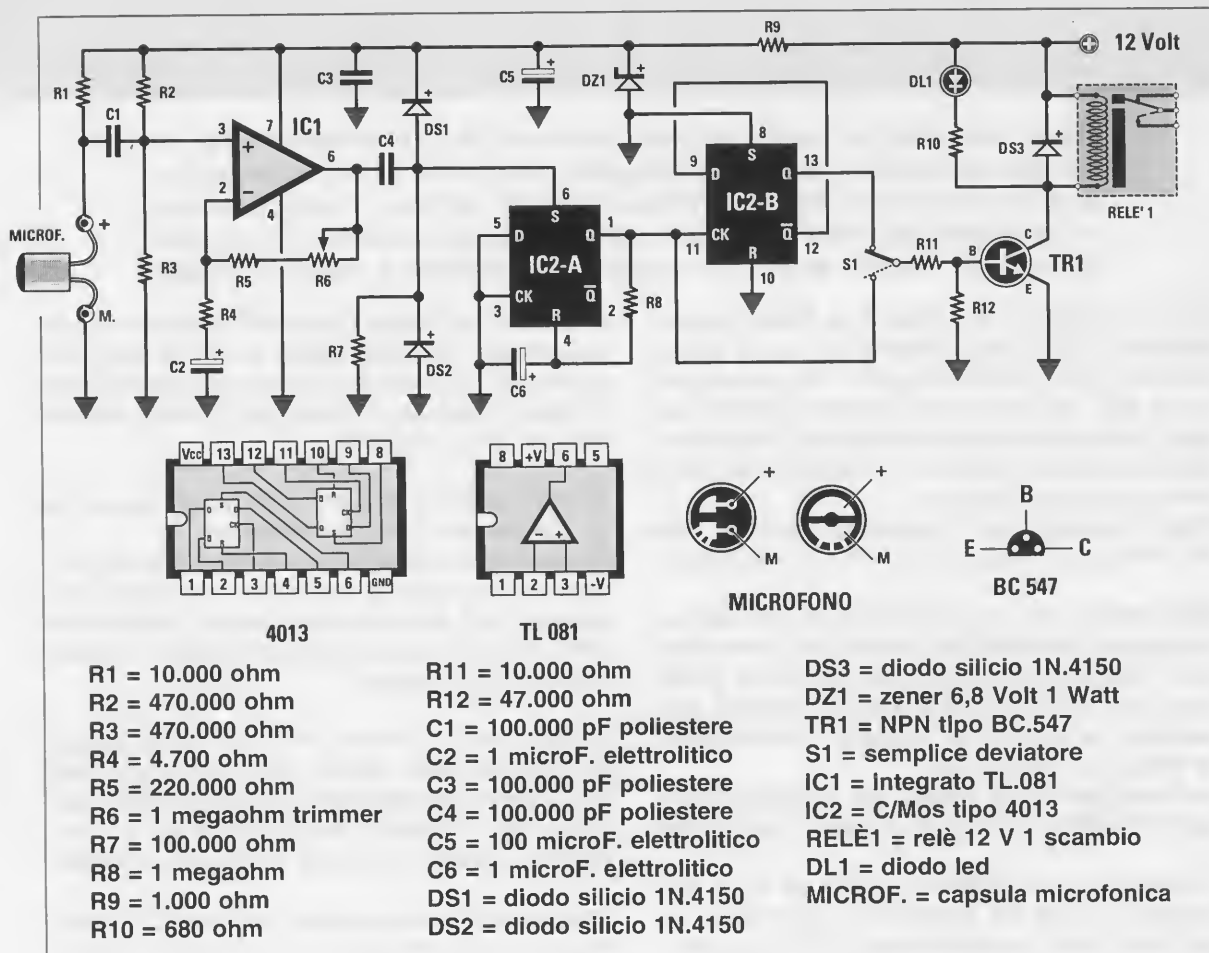 R9
12 Volt
R1
R2
C3
C5
DZ1
DL1
C1
IC1
DS1
C4
R10
DS3
3
7
6
2
4
8
S
9
D
Q
13
IC2-B
CK
11
Q
12
R
10
RELE' 1
MICROF.
+
M.
R3
R5
R6
R4
C2
R7
DS2
6
S
5
D
Q
1
IC2-A
CK
3
Q
2
R
4
R8
C6
S1
R11
B
C
E
TR1
R12
Vcc 13 12 11 10 9 8
1 2 3 4 5 6 GND
4013
8 +V 6 5
1 2 3 -V
TL 081
+
M
+
M
MICROFONO
B
E
C
BC 547
R1 = 10.000 ohm
R2 = 470.000 ohm
R3 = 470.000 ohm
R4 = 4.700 ohm
R5 = 220.000 ohm
R6 = 1 megaohm trimmer
R7 = 100.000 ohm
R8 = 1 megaohm
R9 = 1.000 ohm
R10 = 680 ohm
R11 = 10.000 ohm
R12 = 47.000 ohm
C1 = 100.000 pF poliestere
C2 = 1 microF. elettrolitico
C3 = 100.000 pF poliestere
C4 = 100.000 pF poliestere
C5 = 100 microF. elettrolitico
C6 = 1 microF. elettrolitico
DS1 = diodo silicio 1N.4150
DS2 = diodo silicio 1N.4150
DS3 = diodo silicio 1N.4150
DZ1 = zener 6,8 Volt 1 Watt
TR1 = NPN tipo BC.547
S1 = semplice deviatore
IC1 = integrato TL.081
IC2 = C/Mos tipo 4013
RELÈ1 = relè 12 V 1 scambio
DL1 = diodo led
MICROF. = capsula microfonica